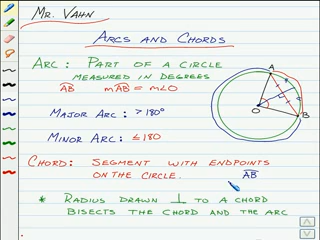 Mr. Vahn
Arcs and Chords
Arc: Part of a circle
measured in degrees
AB m AB = m∠O
Major Arc: > 180°
Minor Arc: ≤ 180
Chord: Segment with endpoints
on the circle. AB
* Radius drawn ⊥ to a chord
bisects the chord and the arc
A
O
B